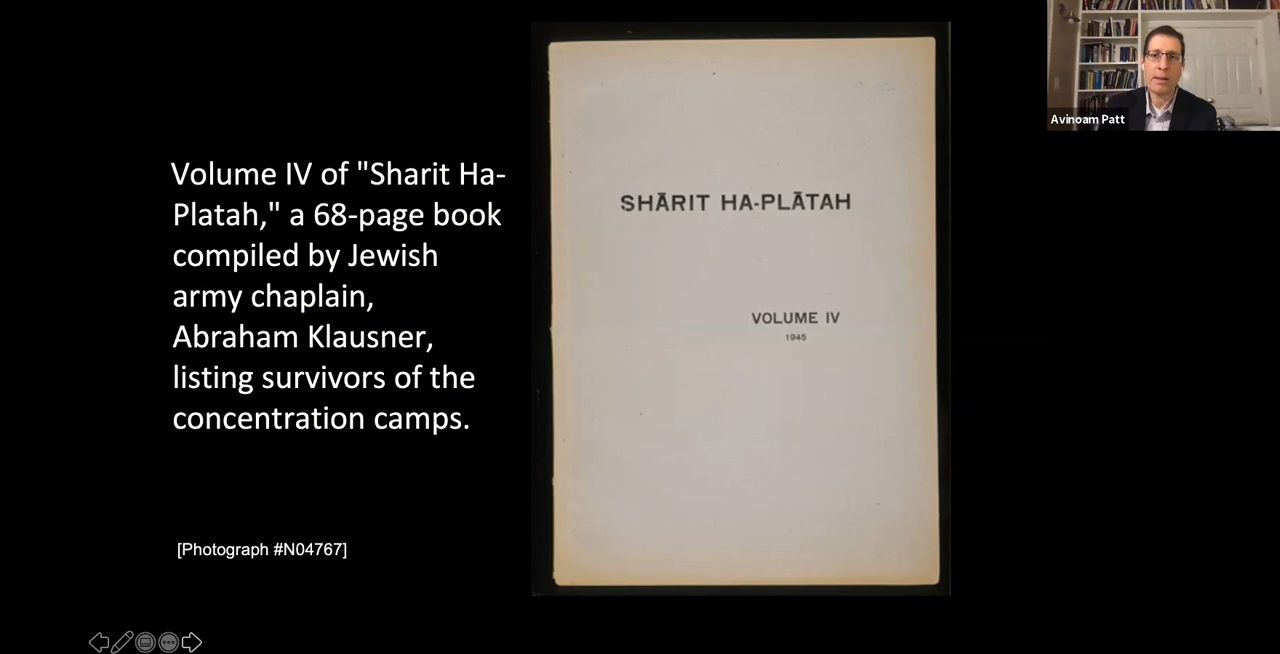 Volume IV of "Sharit Ha-
Platah," a 68-page book
compiled by Jewish
army chaplain,
Abraham Klausner,
listing survivors of the
concentration camps.
[Photograph #N04767]
SHĀRIT HA-PLĀTAH
VOLUME IV
1945
Avinoam Patt